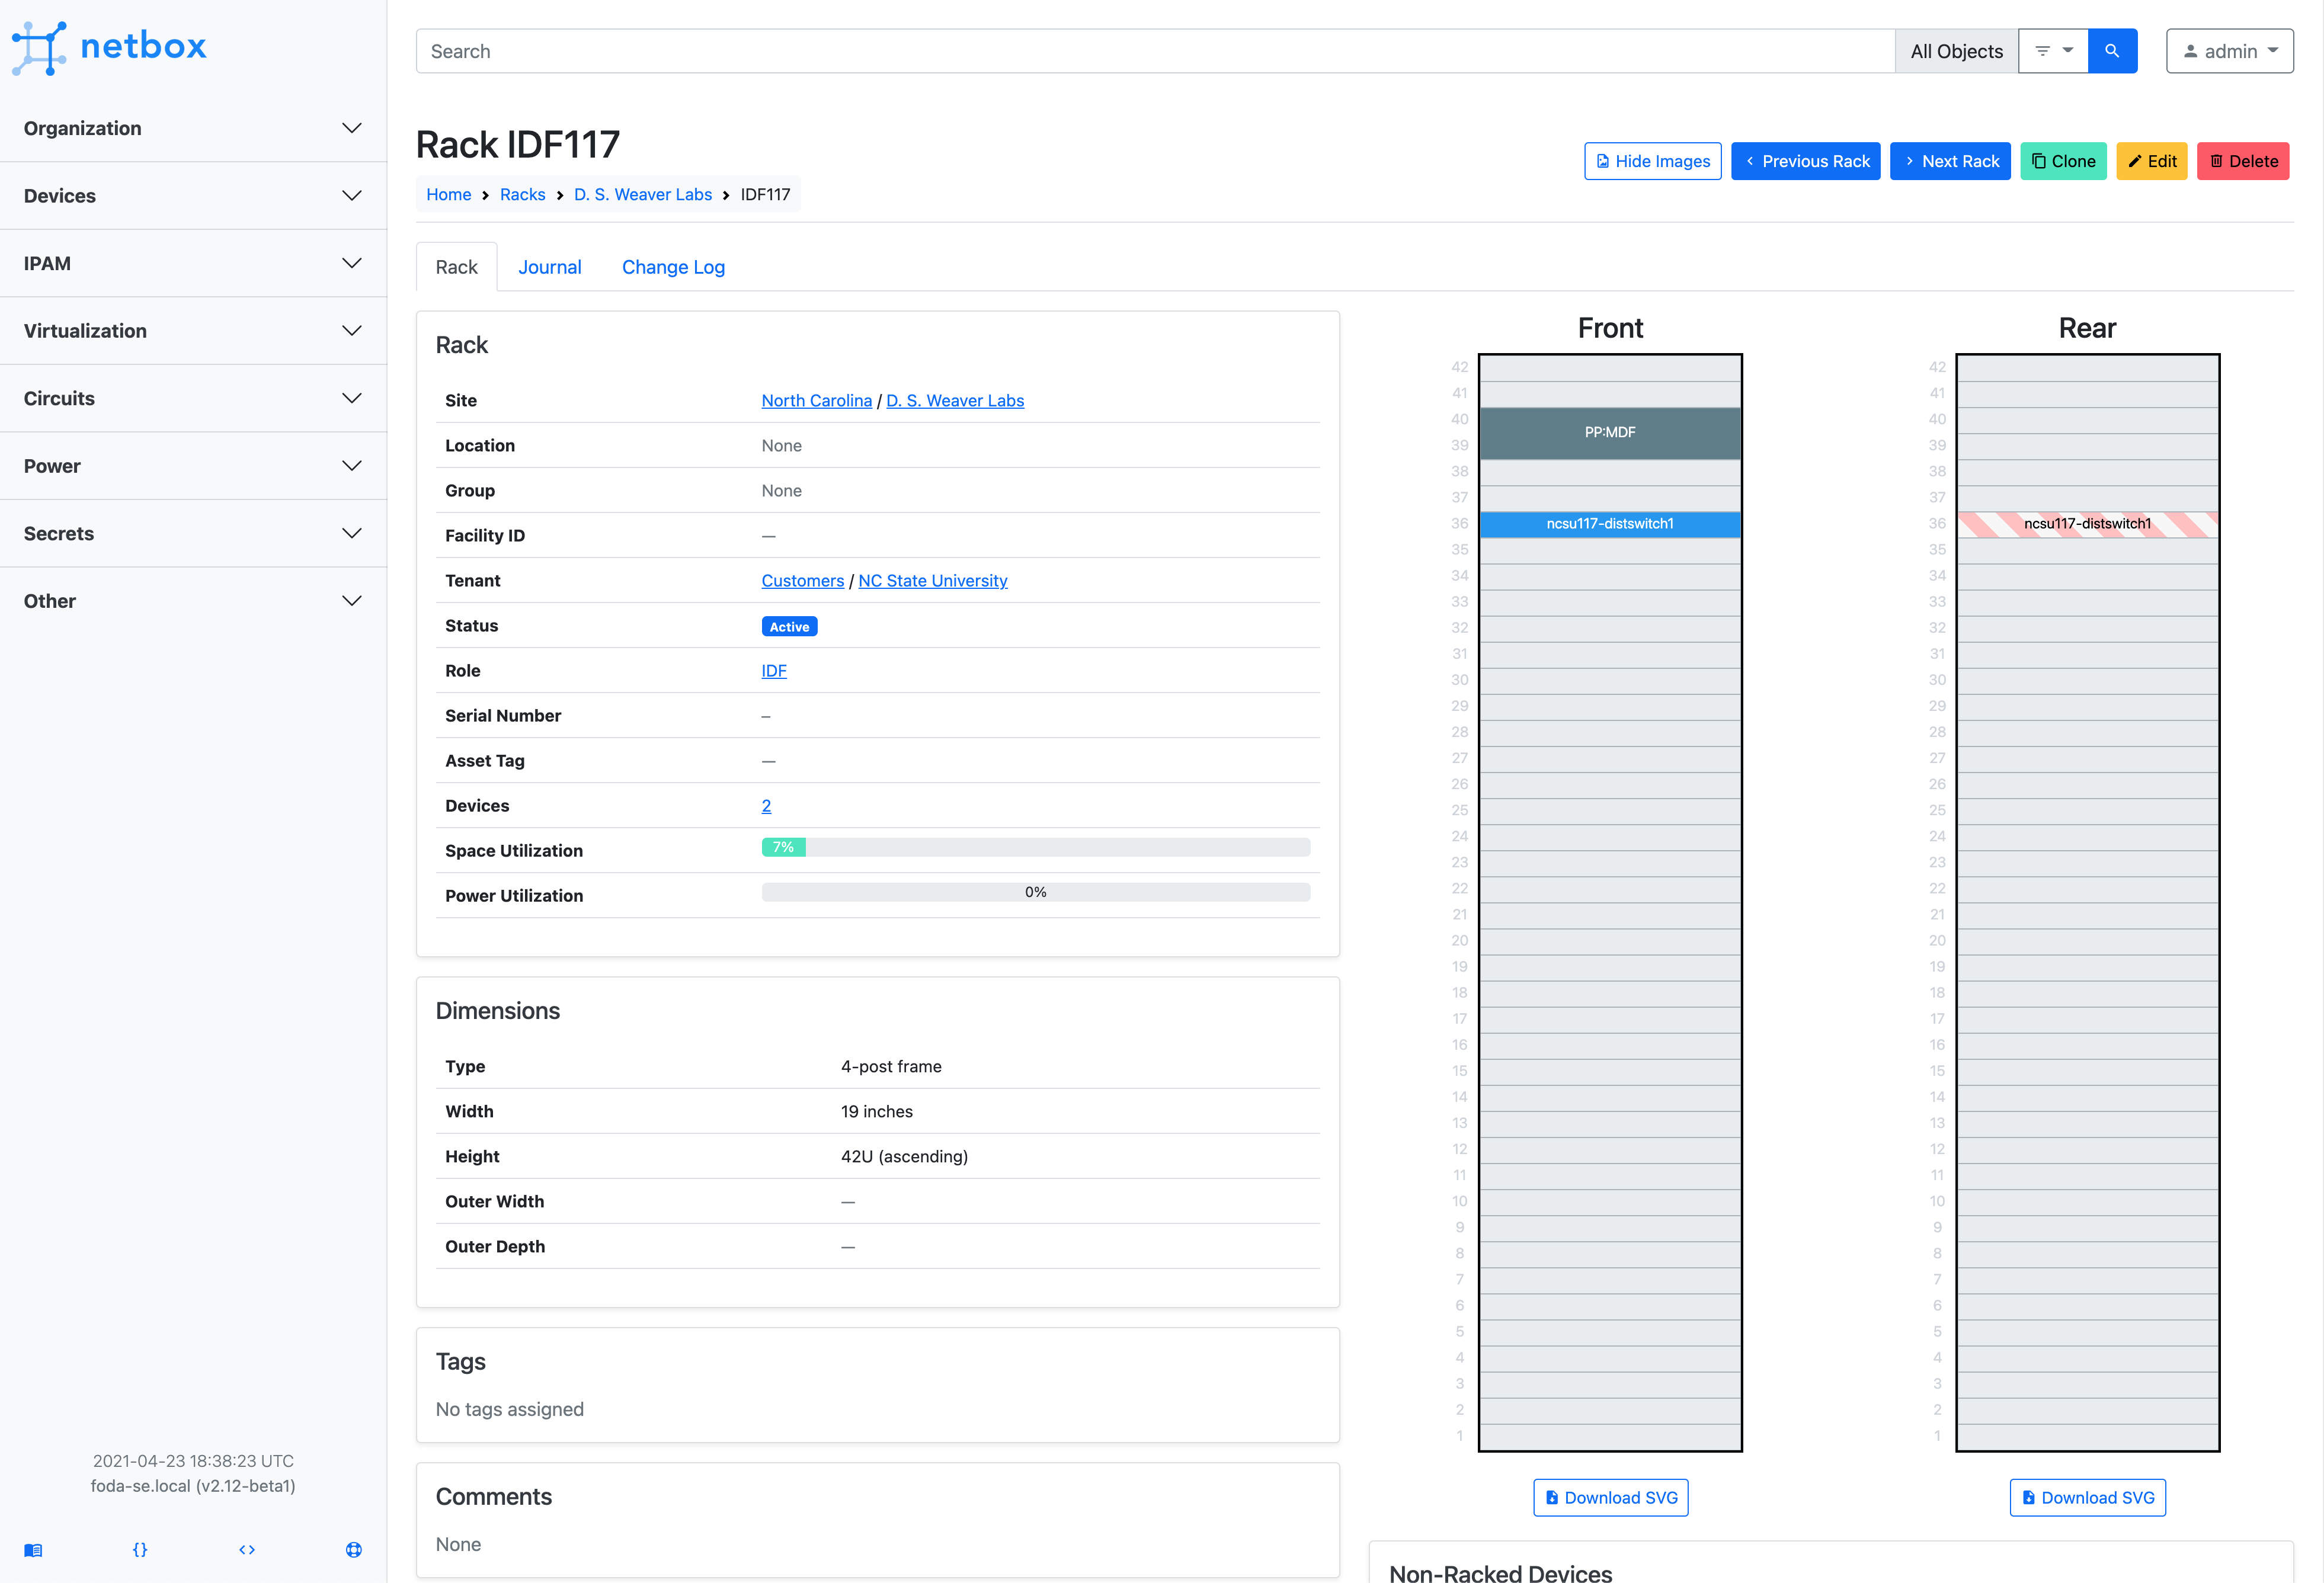 netbox
Search
All Objects
admin
Organization
Devices
IPAM
Virtualization
Circuits
Power
Secrets
Other
2021-04-23 18:38:23 UTC
foda-se.local (v2.12-beta1)
Rack IDF117
Home > Racks > D. S. Weaver Labs > IDF117
Hide Images
Previous Rack
Next Rack
Clone
Edit
Delete
Rack Journal Change Log
Rack
Site North Carolina / D. S. Weaver Labs
Location None
Group None
Facility ID —
Tenant Customers / NC State University
Status Active
Role IDF
Serial Number –
Asset Tag —
Devices 2
Space Utilization 7%
Power Utilization 0%
Dimensions
Type 4-post frame
Width 19 inches
Height 42U (ascending)
Outer Width —
Outer Depth —
Tags
No tags assigned
Comments
None
Front
42
41
40
PP:MDF
39
38
37
36 ncsu117-distswitch1
35
34
33
32
31
30
29
28
27
26
25
24
23
22
21
20
19
18
17
16
15
14
13
12
11
10
9
8
7
6
5
4
3
2
1
Download SVG
Rear
42
41
40
39
38
37
36 ncsu117-distswitch1
35
34
33
32
31
30
29
28
27
26
25
24
23
22
21
20
19
18
17
16
15
14
13
12
11
10
9
8
7
6
5
4
3
2
1
Download SVG
Non-Racked Devices